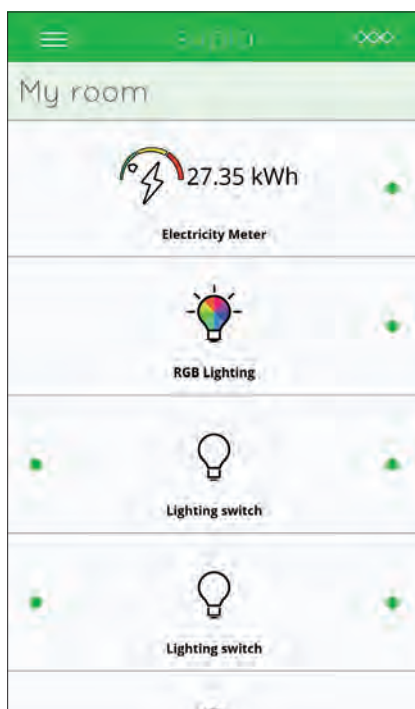 My room
27.35 kWh
Electricity Meter
RGB Lighting
Lighting switch
Lighting switch